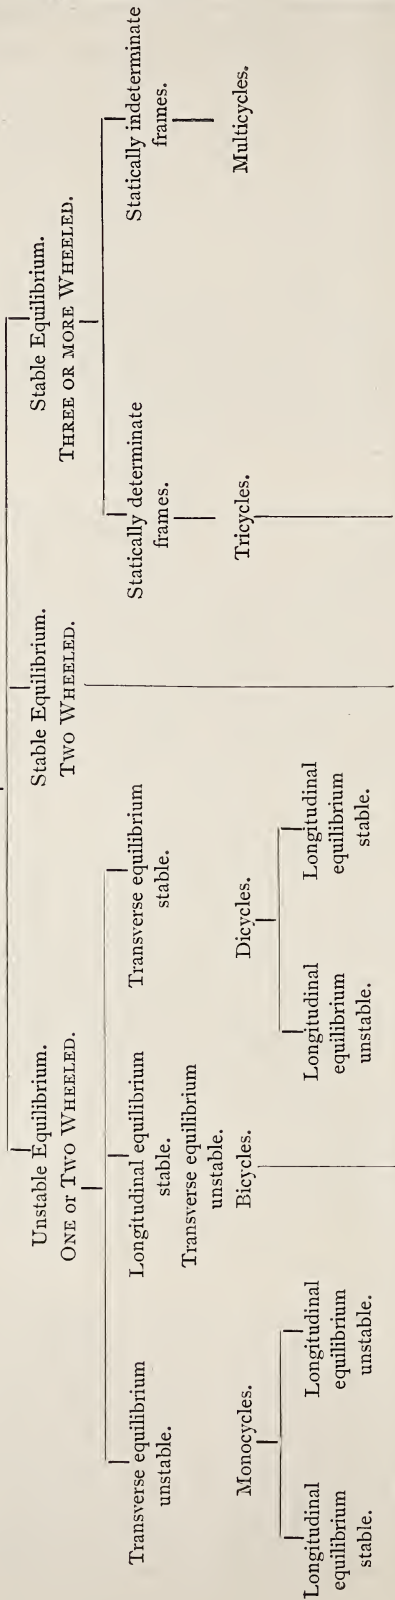 Unstable Equilibrium.
ONE or TWO WHEELED.
Stable Equilibrium.
TWO WHEELED.
Stable Equilibrium.
THREE OR MORE WHEELED.
Transverse equilibrium
unstable.
Longitudinal equilibrium
stable.
Transverse equilibrium
unstable.
Transverse equilibrium
stable.
Statically determinate
frames.
Statically indeterminate
frames.
Monocycles.
Bicycles.
Dicycles.
Tricycles.
Multicycles.
Longitudinal
equilibrium
stable.
Longitudinal
equilibrium
unstable.
Longitudinal
equilibrium
unstable.
Longitudinal
equilibrium
stable.